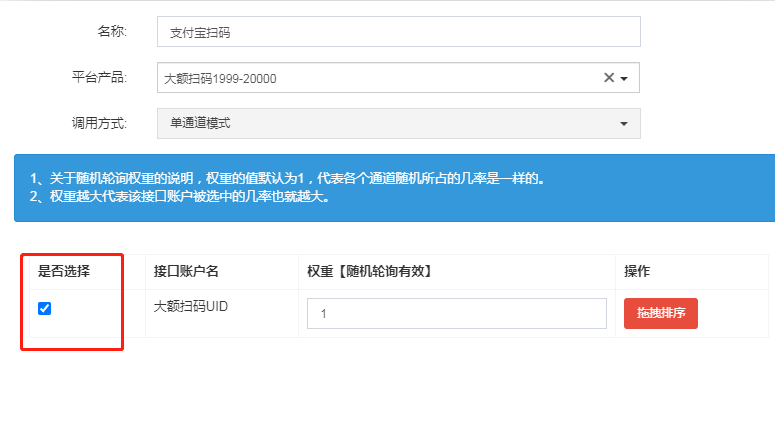 名称:
支付宝扫码
平台产品:
大额扫码1999-20000
调用方式:
单通道模式
1、关于随机轮询权重的说明，权重的值默认为1，代表各个通道随机所占的几率是一样的。
2、权重越大代表该接口账户被选中的几率也就越大。
是否选择 接口账户名 权重【随机轮询有效】 操作
大额扫码UID 1 拖拽排序